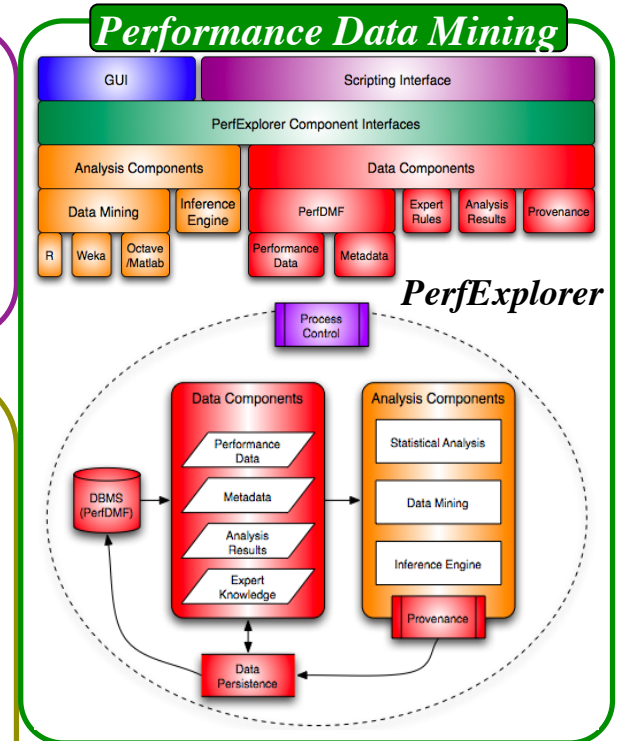 Performance Data Mining
GUI
Scripting Interface
PerfExplorer Component Interfaces
Analysis Components
Data Components
Data Mining
Inference
Engine
PerfDMF
Expert
Rules
Analysis
Results
Provenance
R
Weka
Octave
/Matlab
Performance
Data
Metadata
PerfExplorer
Process
Control
Data Components
Performance
Data
Metadata
Analysis
Results
Expert
Knowledge
DBMS
(PerfDMF)
Analysis Components
Statistical Analysis
Data Mining
Inference Engine
Provenance
Data
Persistence